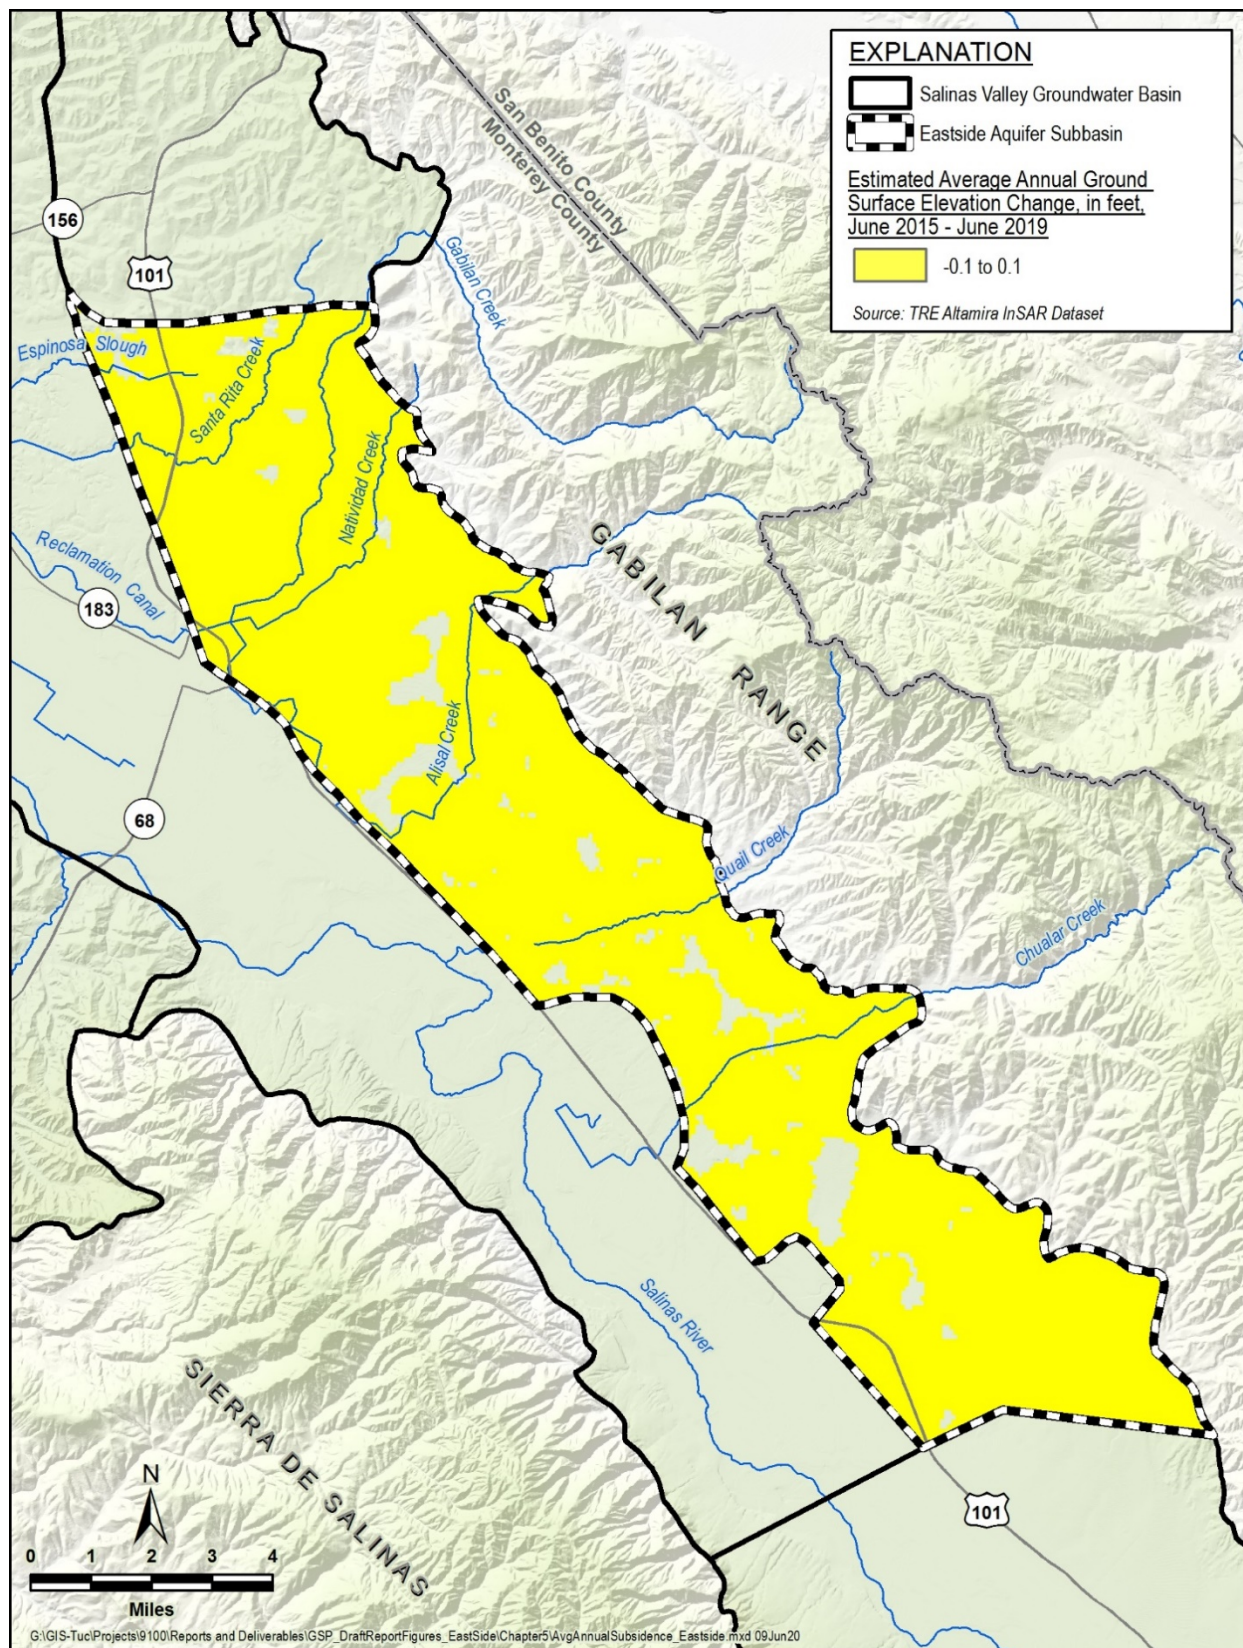 EXPLANATION
Salinas Valley Groundwater Basin
Eastside Aquifer Subbasin
Estimated Average Annual Ground
Surface Elevation Change, in feet,
June 2015 - June 2019
-0.1 to 0.1
Source: TRE Altamira InSAR Dataset
San Benito County
Monterey County
156
101
Gabilan Creek
Espinosa Slough
Santa Rita Creek
Natividad Creek
Reclamation Canal
183
GABILAN RANGE
Alisal Creek
68
Quail Creek
Chualar Creek
Salinas River
SIERRA DE SALINAS
101
N
0 1 2 3 4
Miles
G:\GIS-Tuc\Projects\9100\Reports and Deliverables\GSP_DraftReportFigures_EastSide\Chapter5\AvgAnnualSubsidence_Eastside.mxd 09Jun20